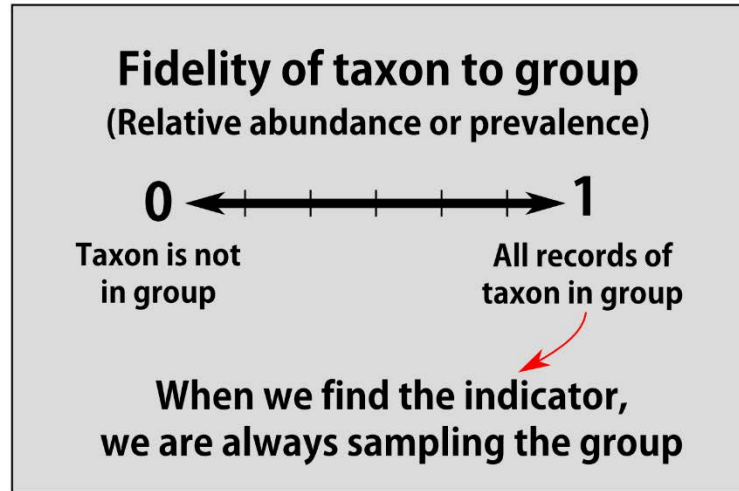 Fidelity of taxon to group
(Relative abundance or prevalence)
0 1
Taxon is not
in group
All records of
taxon in group
When we find the indicator,
we are always sampling the group